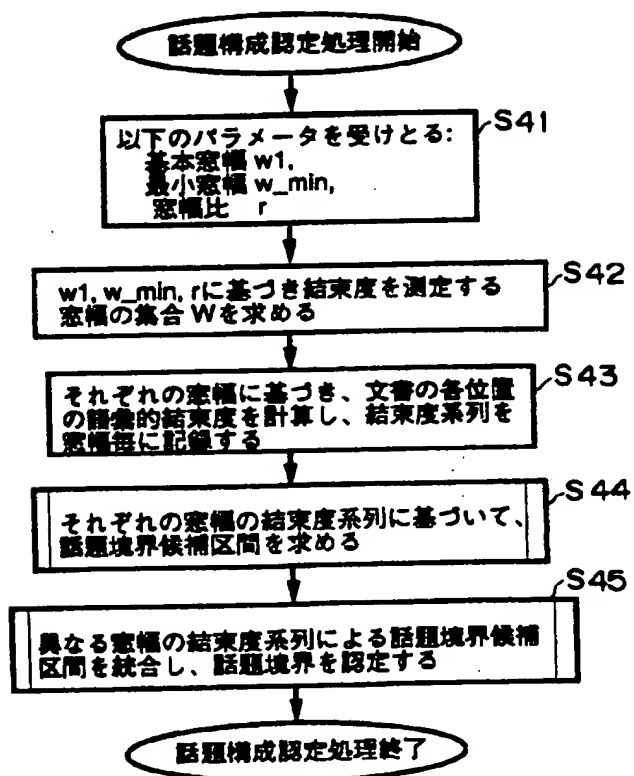 話題構成認定処理開始
S41
以下のパラメータを受けとる:
基本窓幅 w1,
最小窓幅 w_min,
窓幅比 r
S42
w1, w_min, rに基づき結束度を測定する
窓幅の集合 Wを求める
S43
それぞれの窓幅に基づき、文書の各位置
の語彙的結束度を計算し、結束度系列を
窓幅毎に記録する
S44
それぞれの窓幅の結束度系列に基づいて、
話題境界候補区間を求める
S45
異なる窓幅の結束度系列による話題境界候補
区間を統合し、話題境界を認定する
話題構成認定処理終了